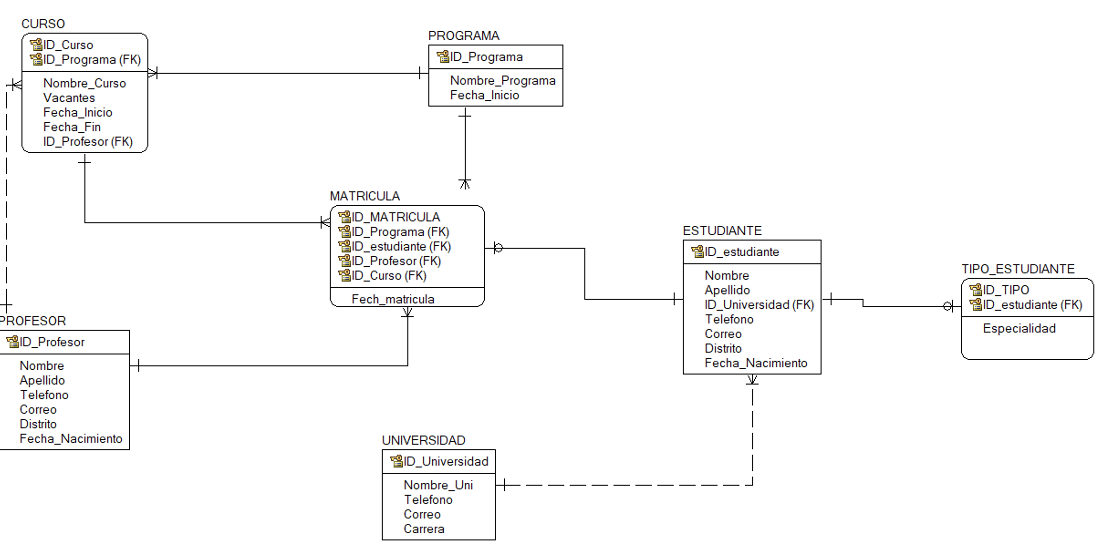 CURSO
ID_Curso
ID_Programa (FK)
Nombre_Curso
Vacantes
Fecha_Inicio
Fecha_Fin
ID_Profesor (FK)
PROGRAMA
ID_Programa
Nombre_Programa
Fecha_Inicio
MATRICULA
ID_MATRICULA
ID_Programa (FK)
ID_estudiante (FK)
ID_Profesor (FK)
ID_Curso (FK)
Fech_matricula
ESTUDIANTE
ID_estudiante
Nombre
Apellido
ID_Universidad (FK)
Telefono
Correo
Distrito
Fecha_Nacimiento
TIPO_ESTUDIANTE
ID_TIPO
ID_estudiante (FK)
Especialidad
PROFESOR
ID_Profesor
Nombre
Apellido
Telefono
Correo
Distrito
Fecha_Nacimiento
UNIVERSIDAD
ID_Universidad
Nombre_Uni
Telefono
Correo
Carrera